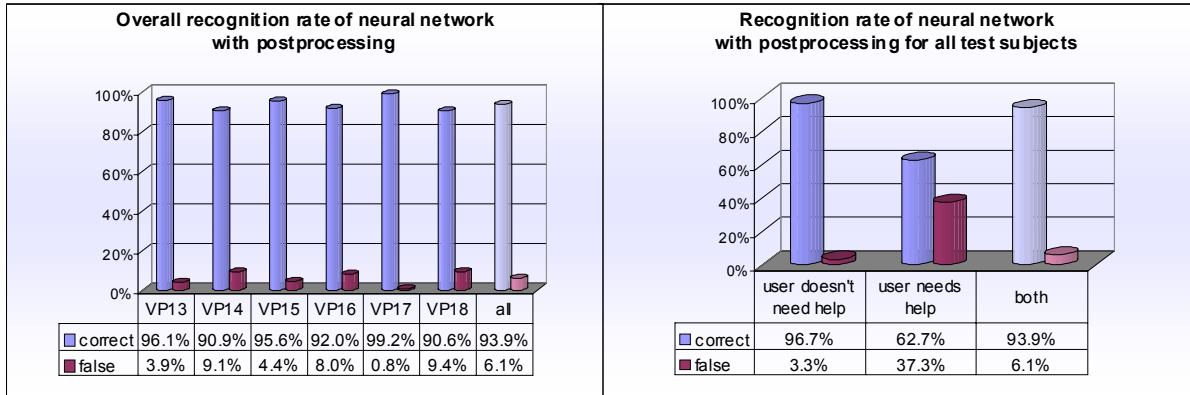 Overall recognition rate of neural network
with postprocessing
100%
80%
60%
40%
20%
0%
VP13 VP14 VP15 VP16 VP17 VP18 all
correct 96.1% 90.9% 95.6% 92.0% 99.2% 90.6% 93.9%
false 3.9% 9.1% 4.4% 8.0% 0.8% 9.4% 6.1%
Recognition rate of neural network
with postprocessing for all test subjects
100%
80%
60%
40%
20%
0%
user doesn't need help user needs help both
correct 96.7% 62.7% 93.9%
false 3.3% 37.3% 6.1%